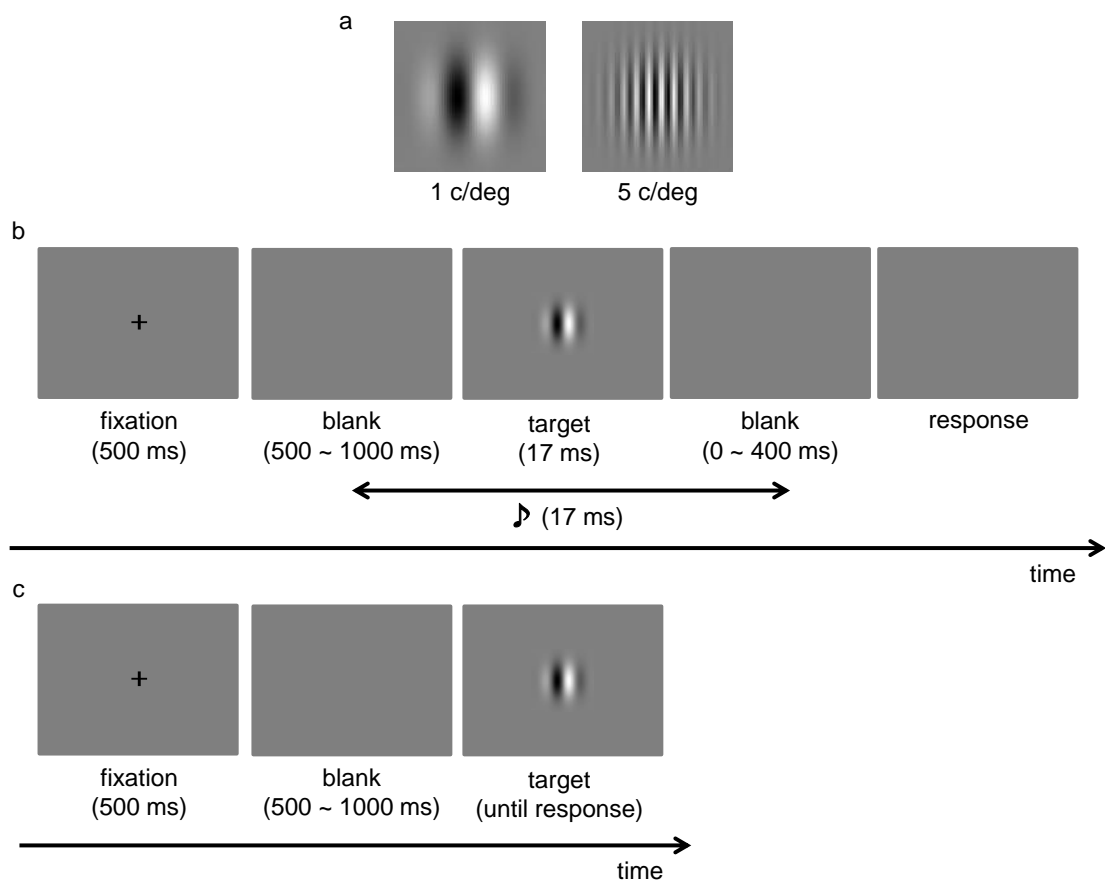 a
1 c/deg
5 c/deg
b
fixation
(500 ms)
blank
(500 ~ 1000 ms)
target
(17 ms)
blank
(0 ~ 400 ms)
response
♪ (17 ms)
time
c
fixation
(500 ms)
blank
(500 ~ 1000 ms)
target
(until response)
time